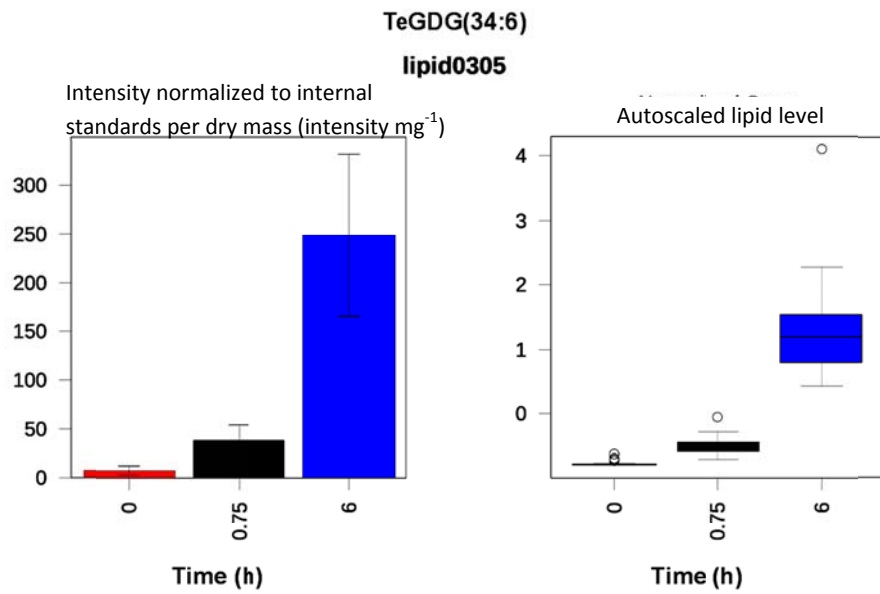 TeGDG(34:6)
lipid0305
Intensity normalized to internal
standards per dry mass (intensity mg⁻¹)
300
250
200
150
100
50
0
0
0.75
6
Time (h)
Autoscaled lipid level
4
3
2
1
0
0
0.75
6
Time (h)